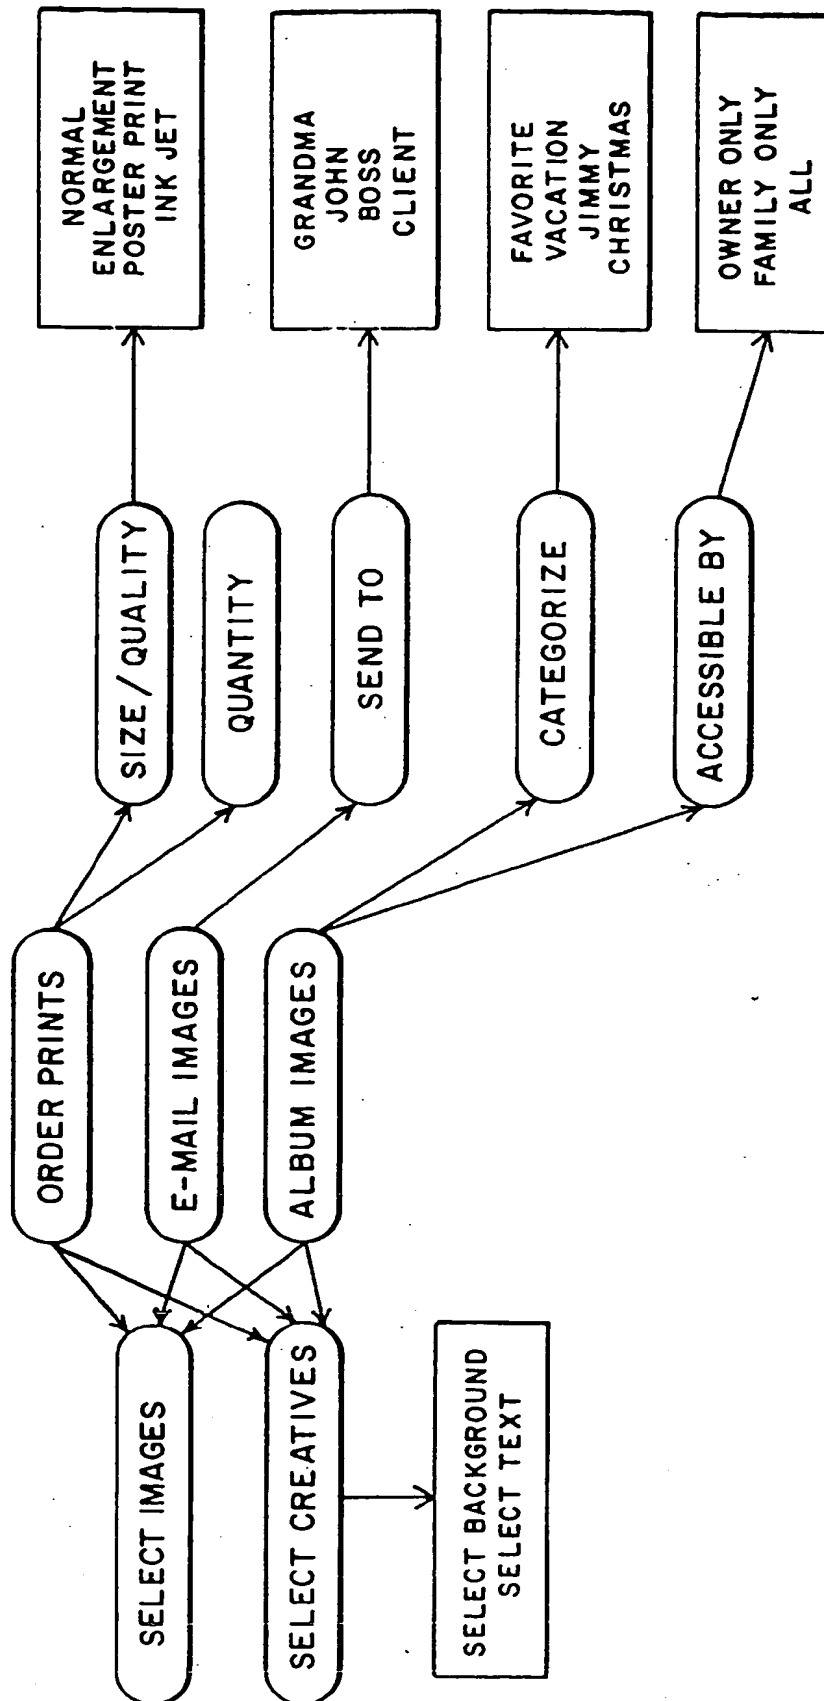 SELECT IMAGES
SELECT CREATIVES
SELECT BACKGROUND
SELECT TEXT
ORDER PRINTS
E-MAIL IMAGES
ALBUM IMAGES
SIZE/QUALITY
QUANTITY
SEND TO
CATEGORIZE
ACCESSIBLE BY
NORMAL
ENLARGEMENT
POSTER PRINT
INK JET
GRANDMA
JOHN
BOSS
CLIENT
FAVORITE
VACATION
JIMMY
CHRISTMAS
OWNER ONLY
FAMILY ONLY
ALL